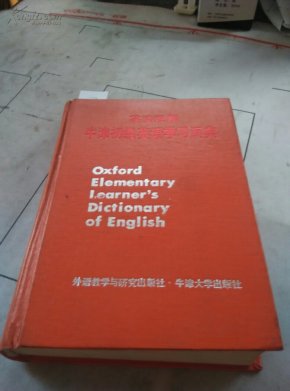 牛津初级英语学习词典
Oxford
Elementary
Learner's
Dictionary
of English
外语教学与研究出版社·牛津大学出版社